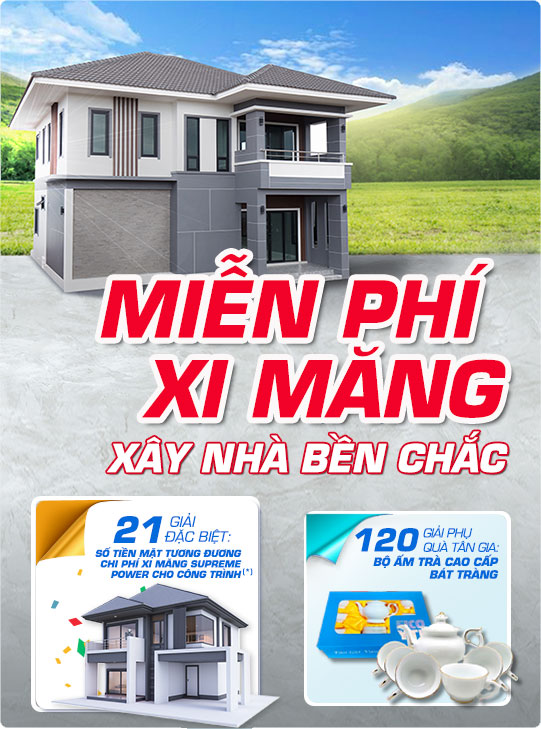 MIỄN PHÍ
XI MĂNG
XÂY NHÀ BỀN CHẮC
21 GIẢI
ĐẶC BIỆT:
SỐ TIỀN MẶT TƯƠNG ĐƯƠNG
CHI PHÍ XI MĂNG SUPREME
POWER CHO CÔNG TRÌNH(*)
120 GIẢI PHỤ
QUÀ TÂN GIA:
BỘ ẤM TRÀ CAO CẤP
BÁT TRÀNG